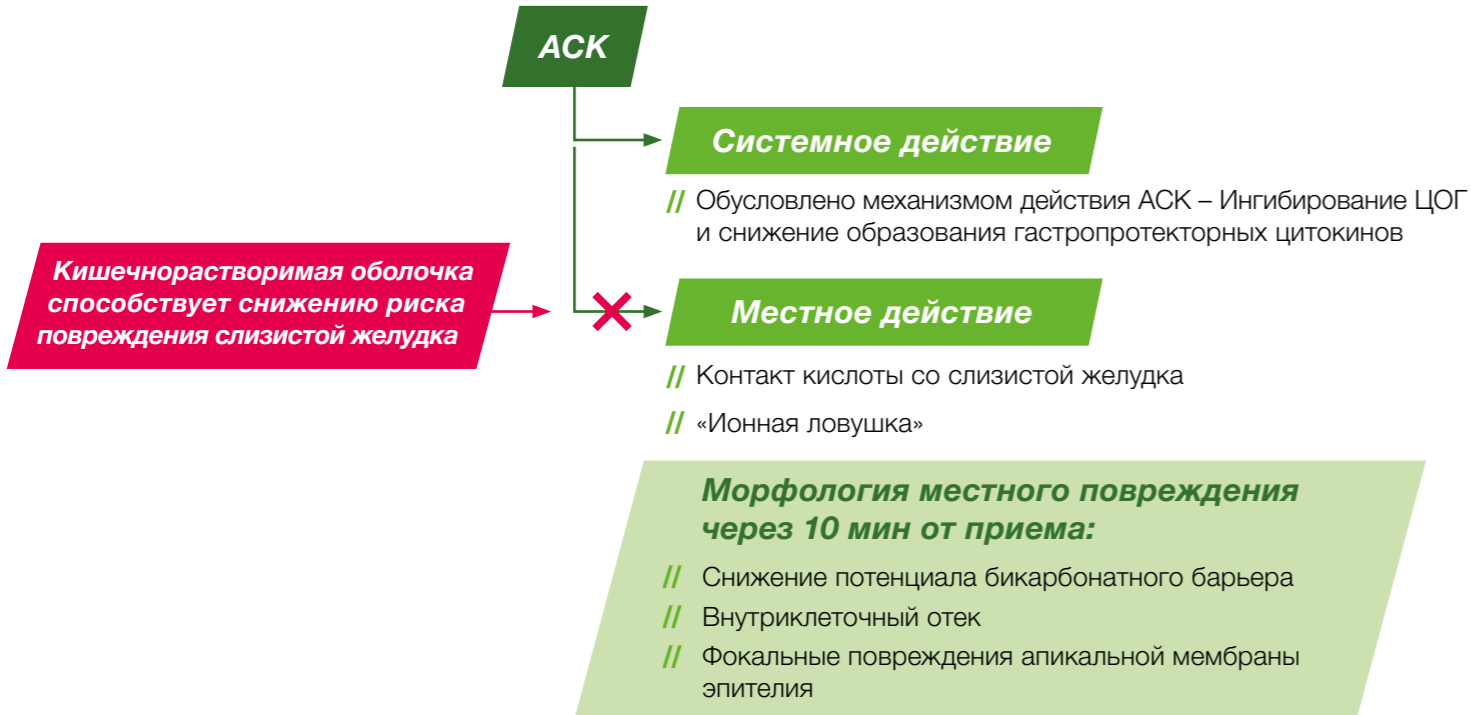 АСК
Системное действие
// Обусловлено механизмом действия АСК – Ингибирование ЦОГ
и снижение образования гастропротекторных цитокинов
Кишечнорастворимая оболочка
способствует снижению риска
повреждения слизистой желудка
Местное действие
// Контакт кислоты со слизистой желудка
// «Ионная ловушка»
Морфология местного повреждения
через 10 мин от приема:
// Снижение потенциала бикарбонатного барьера
// Внутриклеточный отек
// Фокальные повреждения апикальной мембраны
эпителия